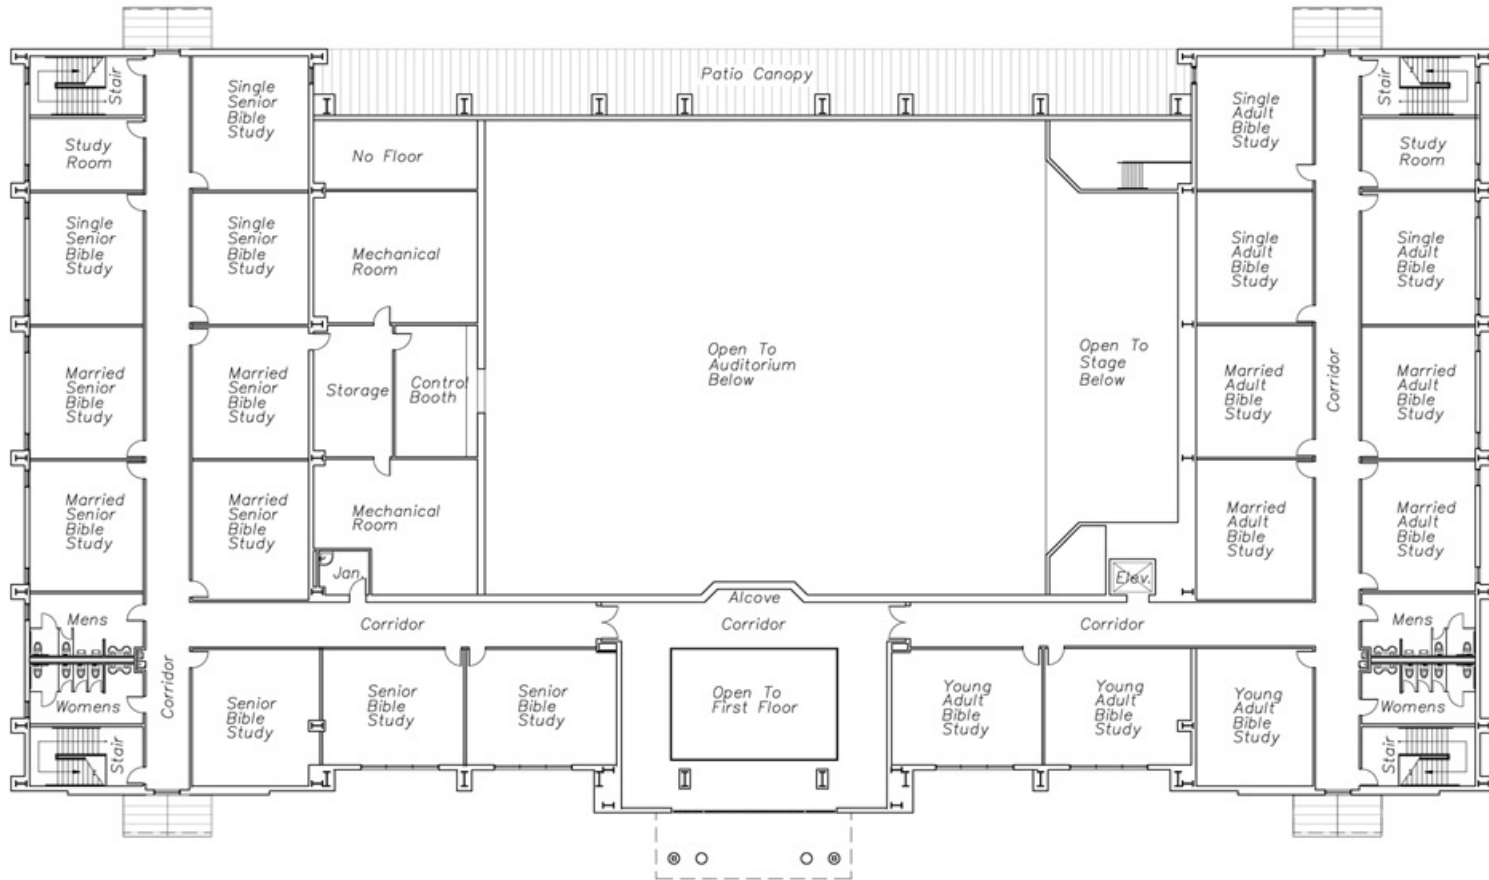 Patio Canopy
Stair
Single
Senior
Bible
Study
Single
Adult
Bible
Study
Stair
Study
Room
No Floor
Study
Room
Single
Senior
Bible
Study
Single
Senior
Bible
Study
Mechanical
Room
Single
Adult
Bible
Study
Single
Adult
Bible
Study
Married
Senior
Bible
Study
Married
Senior
Bible
Study
Storage
Control
Booth
Open To
Auditorium
Below
Open To
Stage
Below
Married
Adult
Bible
Study
Corridor
Married
Adult
Bible
Study
Married
Senior
Bible
Study
Married
Senior
Bible
Study
Mechanical
Room
Married
Adult
Bible
Study
Married
Adult
Bible
Study
Jan.
Elev.
Alcove
Mens
Corridor
Corridor
Corridor
Mens
Womens
Corridor
Senior
Bible
Study
Senior
Bible
Study
Senior
Bible
Study
Open To
First Floor
Young
Adult
Bible
Study
Young
Adult
Bible
Study
Young
Adult
Bible
Study
Womens
Stair
Stair